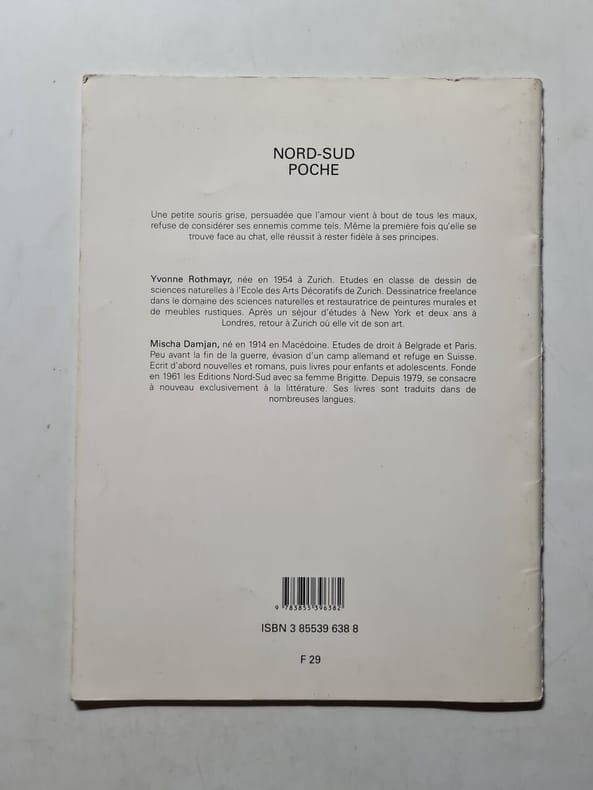 NORD-SUD
POCHE
Une petite souris grise, persuadée que l'amour vient à bout de tous les maux,
refuse de considérer ses ennemis comme tels. Même la première fois qu'elle se
trouve face au chat, elle réussit à rester fidèle à ses principes.
Yvonne Rothmayr, née en 1954 à Zurich. Etudes en classe de dessin de
sciences naturelles à l'Ecole des Arts Décoratifs de Zurich. Dessinatrice freelance
dans le domaine des sciences naturelles et restauratrice de peintures murales et
de meubles rustiques. Après un séjour d'études à New York et deux ans à
Londres, retour à Zurich où elle vit de son art.
Mischa Damjan, né en 1914 en Macédoine. Etudes de droit à Belgrade et Paris.
Peu avant la fin de la guerre, évasion d'un camp allemand et refuge en Suisse.
Ecrit d'abord nouvelles et romans, puis livres pour enfants et adolescents. Fonde
en 1961 les Editions Nord-Sud avec sa femme Brigitte. Depuis 1979, se consacre
à nouveau exclusivement à la littérature. Ses livres sont traduits dans de
nombreuses langues.
9 783855 396382
ISBN 3 85539 638 8
F 29